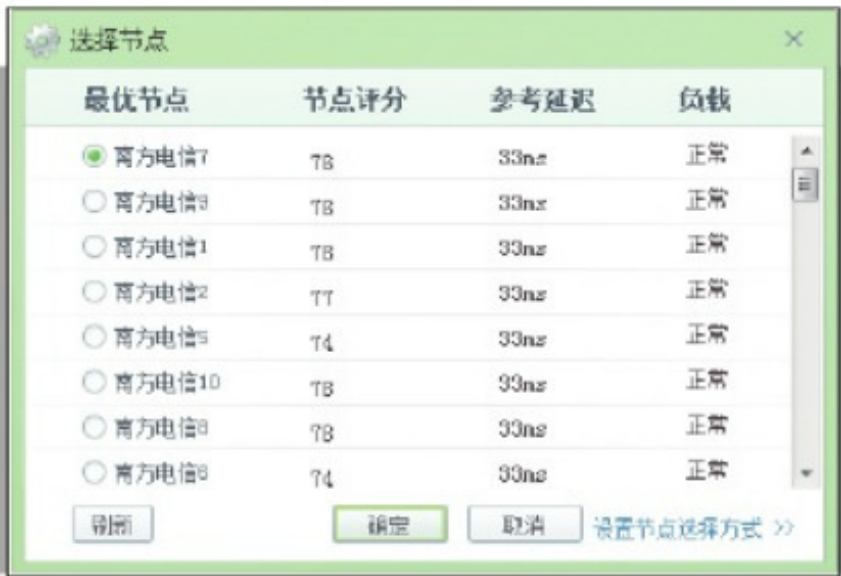 选择节点
最优节点 节点评分 参考延迟 负载
南方电信7 78 33ms 正常
南方电信9 78 33ms 正常
南方电信1 78 33ms 正常
南方电信2 77 33ms 正常
南方电信5 74 33ms 正常
南方电信10 78 33ms 正常
南方电信8 78 33ms 正常
南方电信6 74 33ms 正常
刷新 确定 取消 设置节点选择方式 >>